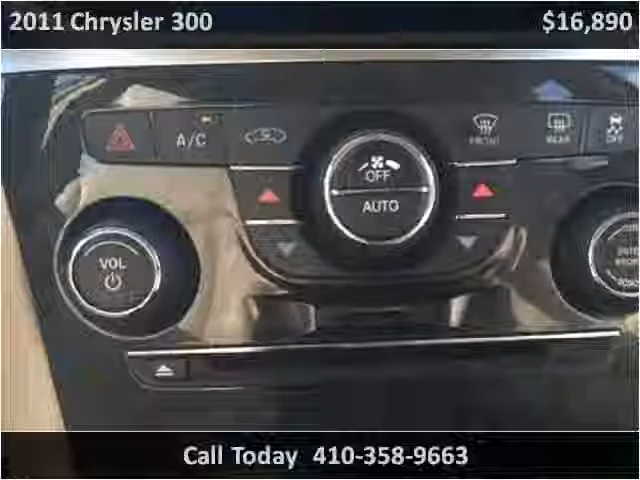 2011 Chrysler 300 $16,890
A/C
FRONT
REAR
OFF
OFF
AUTO
VOL
Call Today 410-358-9663